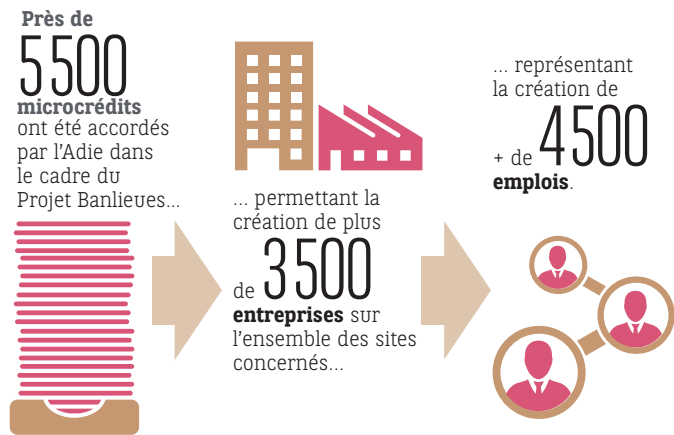 Près de
5 500
microcrédits
ont été accordés
par l'Adie dans
le cadre du
Projet Banlieues...
... permettant la
création de plus
de 3 500
entreprises sur
l'ensemble des sites
concernés...
... représentant
la création de
+ de 4 500
emplois.